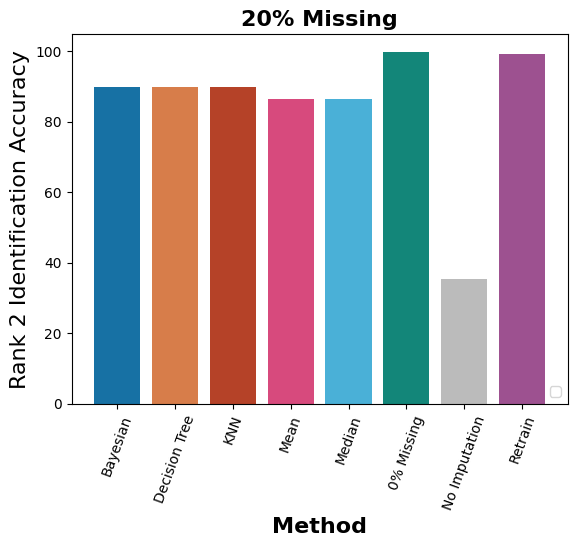 20% Missing
Rank 2 Identification Accuracy
100
80
60
40
20
0
Bayesian
Decision Tree
KNN
Mean
Median
0% Missing
No Imputation
Retrain
Method